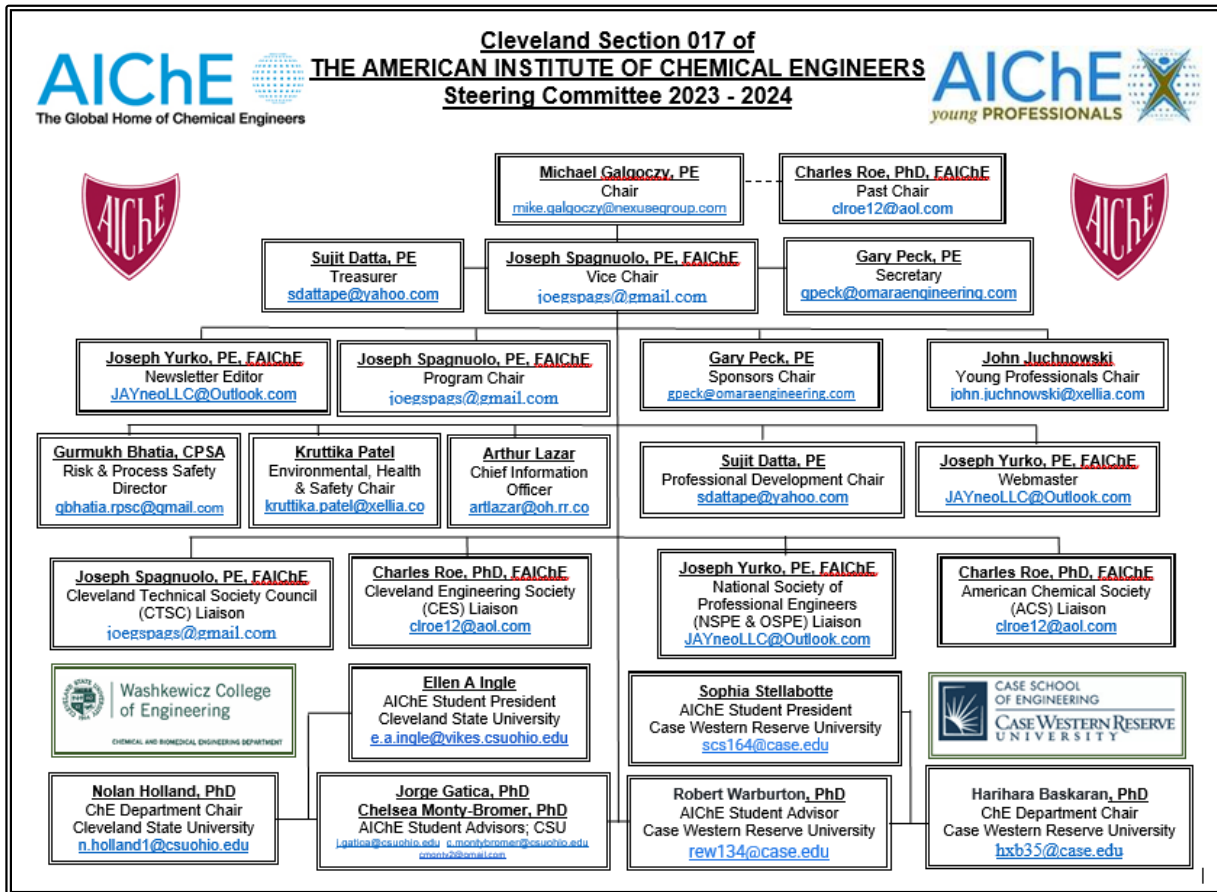 Cleveland Section 017 of
THE AMERICAN INSTITUTE OF CHEMICAL ENGINEERS
Steering Committee 2023 - 2024
AIChE
The Global Home of Chemical Engineers
AIChE
young PROFESSIONALS
AIChE
AIChE
Michael Galgoczy, PE
Chair
mike.galgoczy@nexusegroup.com
Charles Roe, PhD, FAIChE
Past Chair
clroe12@aol.com
Sujit Datta, PE
Treasurer
sdattape@yahoo.com
Joseph Spagnuolo, PE, FAIChE
Vice Chair
joegspags@gmail.com
Gary Peck, PE
Secretary
gpeck@omaraengineering.com
Joseph Yurko, PE, FAIChE
Newsletter Editor
JAYneoLLC@Outlook.com
Joseph Spagnuolo, PE, FAIChE
Program Chair
joegspags@gmail.com
Gary Peck, PE
Sponsors Chair
gpeck@omaraengineering.com
John Juchnowski
Young Professionals Chair
john.juchnowski@xellia.com
Gurmukh Bhatia, CPSA
Risk & Process Safety
Director
gbhatia.rpsc@gmail.com
Kruttika Patel
Environmental, Health
& Safety Chair
kruttika.patel@xellia.co
Arthur Lazar
Chief Information
Officer
artlazar@oh.rr.co
Sujit Datta, PE
Professional Development Chair
sdattape@yahoo.com
Joseph Yurko, PE, FAIChE
Webmaster
JAYneoLLC@Outlook.com
Joseph Spagnuolo, PE, FAIChE
Cleveland Technical Society Council
(CTSC) Liaison
joegspags@gmail.com
Charles Roe, PhD, FAIChE
Cleveland Engineering Society
(CES) Liaison
clroe12@aol.com
Joseph Yurko, PE, FAIChE
National Society of
Professional Engineers
(NSPE & OSPE) Liaison
JAYneoLLC@Outlook.com
Charles Roe, PhD, FAIChE
American Chemical Society
(ACS) Liaison
clroe12@aol.com
Washkewicz College
of Engineering
CHEMICAL AND BIOMEDICAL ENGINEERING DEPARTMENT
Ellen A Ingle
AIChE Student President
Cleveland State University
e.a.ingle@vikes.csuohio.edu
Sophia Stellabotte
AIChE Student President
Case Western Reserve University
scs164@case.edu
CASE SCHOOL
OF ENGINEERING
CASE WESTERN RESERVE
UNIVERSITY
Nolan Holland, PhD
ChE Department Chair
Cleveland State University
n.holland1@csuohio.edu
Jorge Gatica, PhD
Chelsea Monty-Bromer, PhD
AIChE Student Advisors; CSU
j.gatica@csuohio.edu c.montybromer@csuohio.edu
cmonty2@gmail.com
Robert Warburton, PhD
AIChE Student Advisor
Case Western Reserve University
rew134@case.edu
Harihara Baskaran, PhD
ChE Department Chair
Case Western Reserve University
hxb35@case.edu